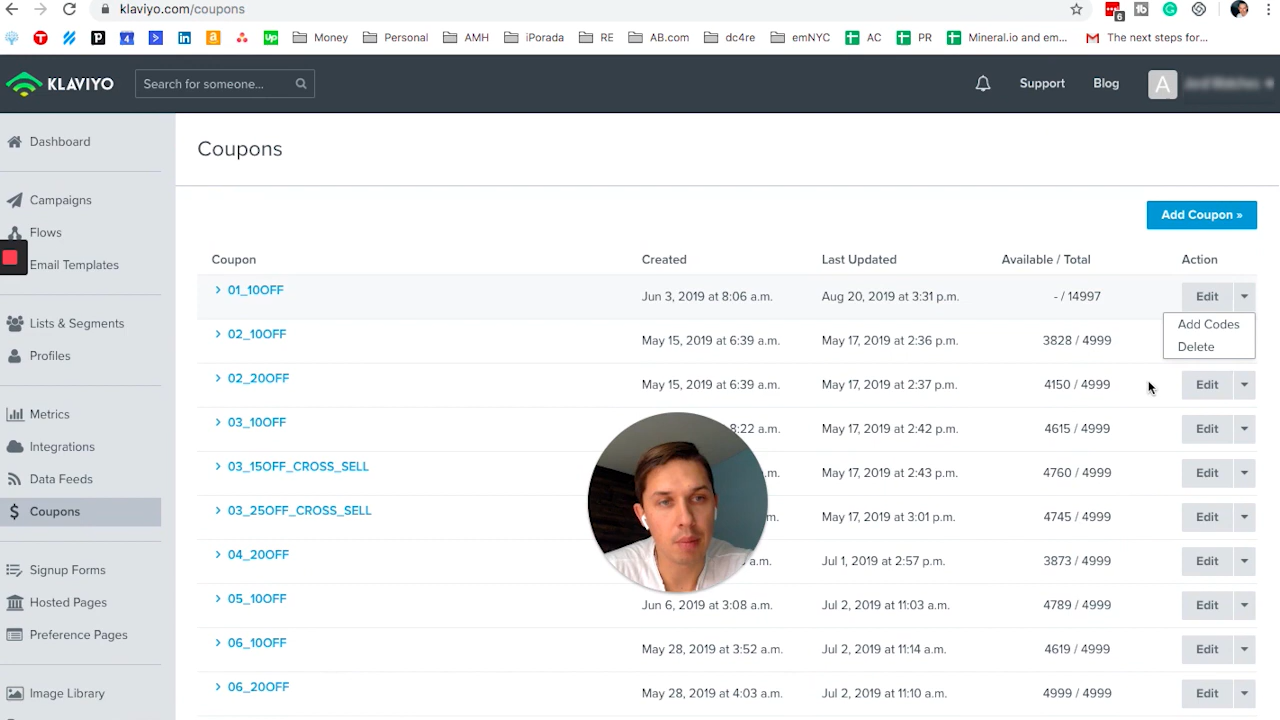 klaviyo.com/coupons
6
Money
Personal
AMH
iPorada
RE
AB.com
dc4re
emNYC
AC
PR
Mineral.io and em...
The next steps for...
KLAVIYO
Search for someone...
Support
Blog
A
Dashboard
Campaigns
Flows
Email Templates
Lists & Segments
Profiles
Metrics
Integrations
Data Feeds
$ Coupons
Signup Forms
Hosted Pages
Preference Pages
Image Library
Coupons
Add Coupon »
Coupon Created Last Updated Available / Total Action
01_10OFF Jun 3, 2019 at 8:06 a.m. Aug 20, 2019 at 3:31 p.m. - / 14997 Edit
Add Codes
Delete
02_10OFF May 15, 2019 at 6:39 a.m. May 17, 2019 at 2:36 p.m. 3828 / 4999
02_20OFF May 15, 2019 at 6:39 a.m. May 17, 2019 at 2:37 p.m. 4150 / 4999 Edit
03_10OFF 8:22 a.m. May 17, 2019 at 2:42 p.m. 4615 / 4999 Edit
03_15OFF_CROSS_SELL .m. May 17, 2019 at 2:43 p.m. 4760 / 4999 Edit
03_25OFF_CROSS_SELL m. May 17, 2019 at 3:01 p.m. 4745 / 4999 Edit
04_20OFF a.m. Jul 1, 2019 at 2:57 p.m. 3873 / 4999 Edit
05_10OFF Jun 6, 2019 at 3:08 a.m. Jul 2, 2019 at 11:03 a.m. 4789 / 4999 Edit
06_10OFF May 28, 2019 at 3:52 a.m. Jul 2, 2019 at 11:14 a.m. 4619 / 4999 Edit
06_20OFF May 28, 2019 at 4:03 a.m. Jul 2, 2019 at 11:10 a.m. 4999 / 4999 Edit